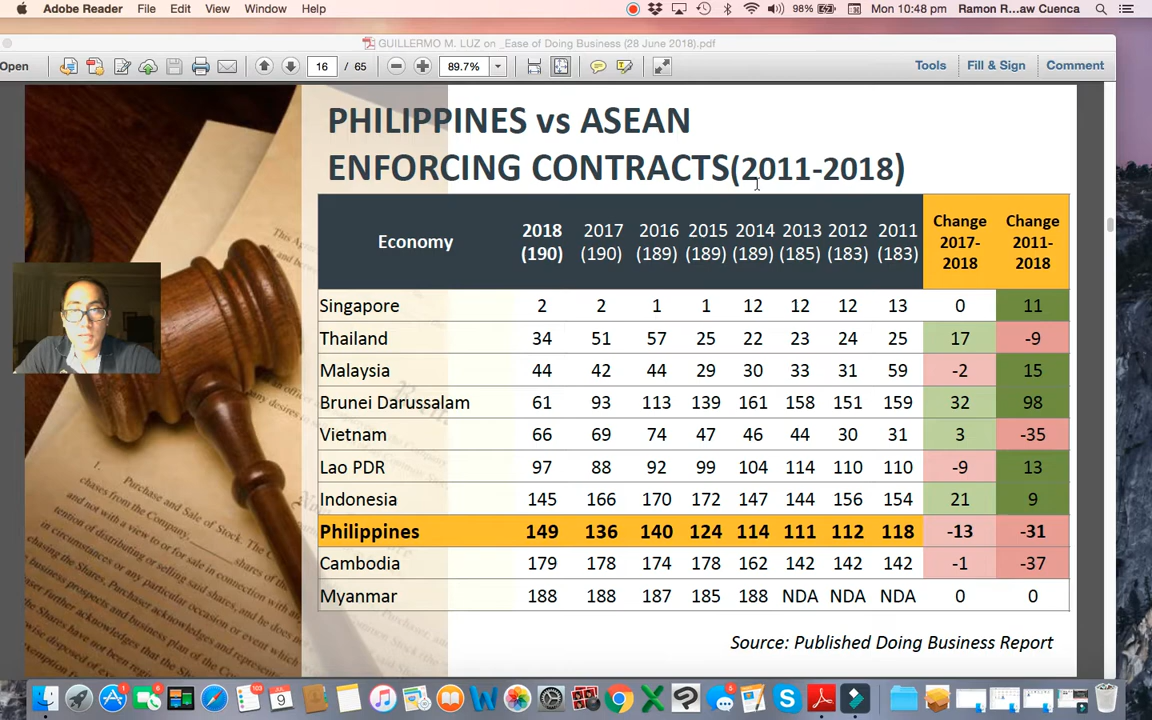 Adobe Reader File Edit View Window Help 98% Mon 10:48 pm Ramon R...aw Cuenca
GUILLERMO M. LUZ on _Ease of Doing Business (28 June 2018).pdf
Open 16 / 65 89.7% Tools Fill & Sign Comment
PHILIPPINES vs ASEAN
ENFORCING CONTRACTS(2011-2018)
Economy 2018 (190) 2017 (190) 2016 (189) 2015 (189) 2014 (189) 2013 (185) 2012 (183) 2011 (183) Change 2017-2018 Change 2011-2018
Singapore 2 2 1 1 12 12 12 13 0 11
Thailand 34 51 57 25 22 23 24 25 17 -9
Malaysia 44 42 44 29 30 33 31 59 -2 15
Brunei Darussalam 61 93 113 139 161 158 151 159 32 98
Vietnam 66 69 74 47 46 44 30 31 3 -35
Lao PDR 97 88 92 99 104 114 110 110 -9 13
Indonesia 145 166 170 172 147 144 156 154 21 9
Philippines 149 136 140 124 114 111 112 118 -13 -31
Cambodia 179 178 174 178 162 142 142 142 -1 -37
Myanmar 188 188 187 185 188 NDA NDA NDA 0 0
Source: Published Doing Business Report
1.
Purchase and Sale of Stock.